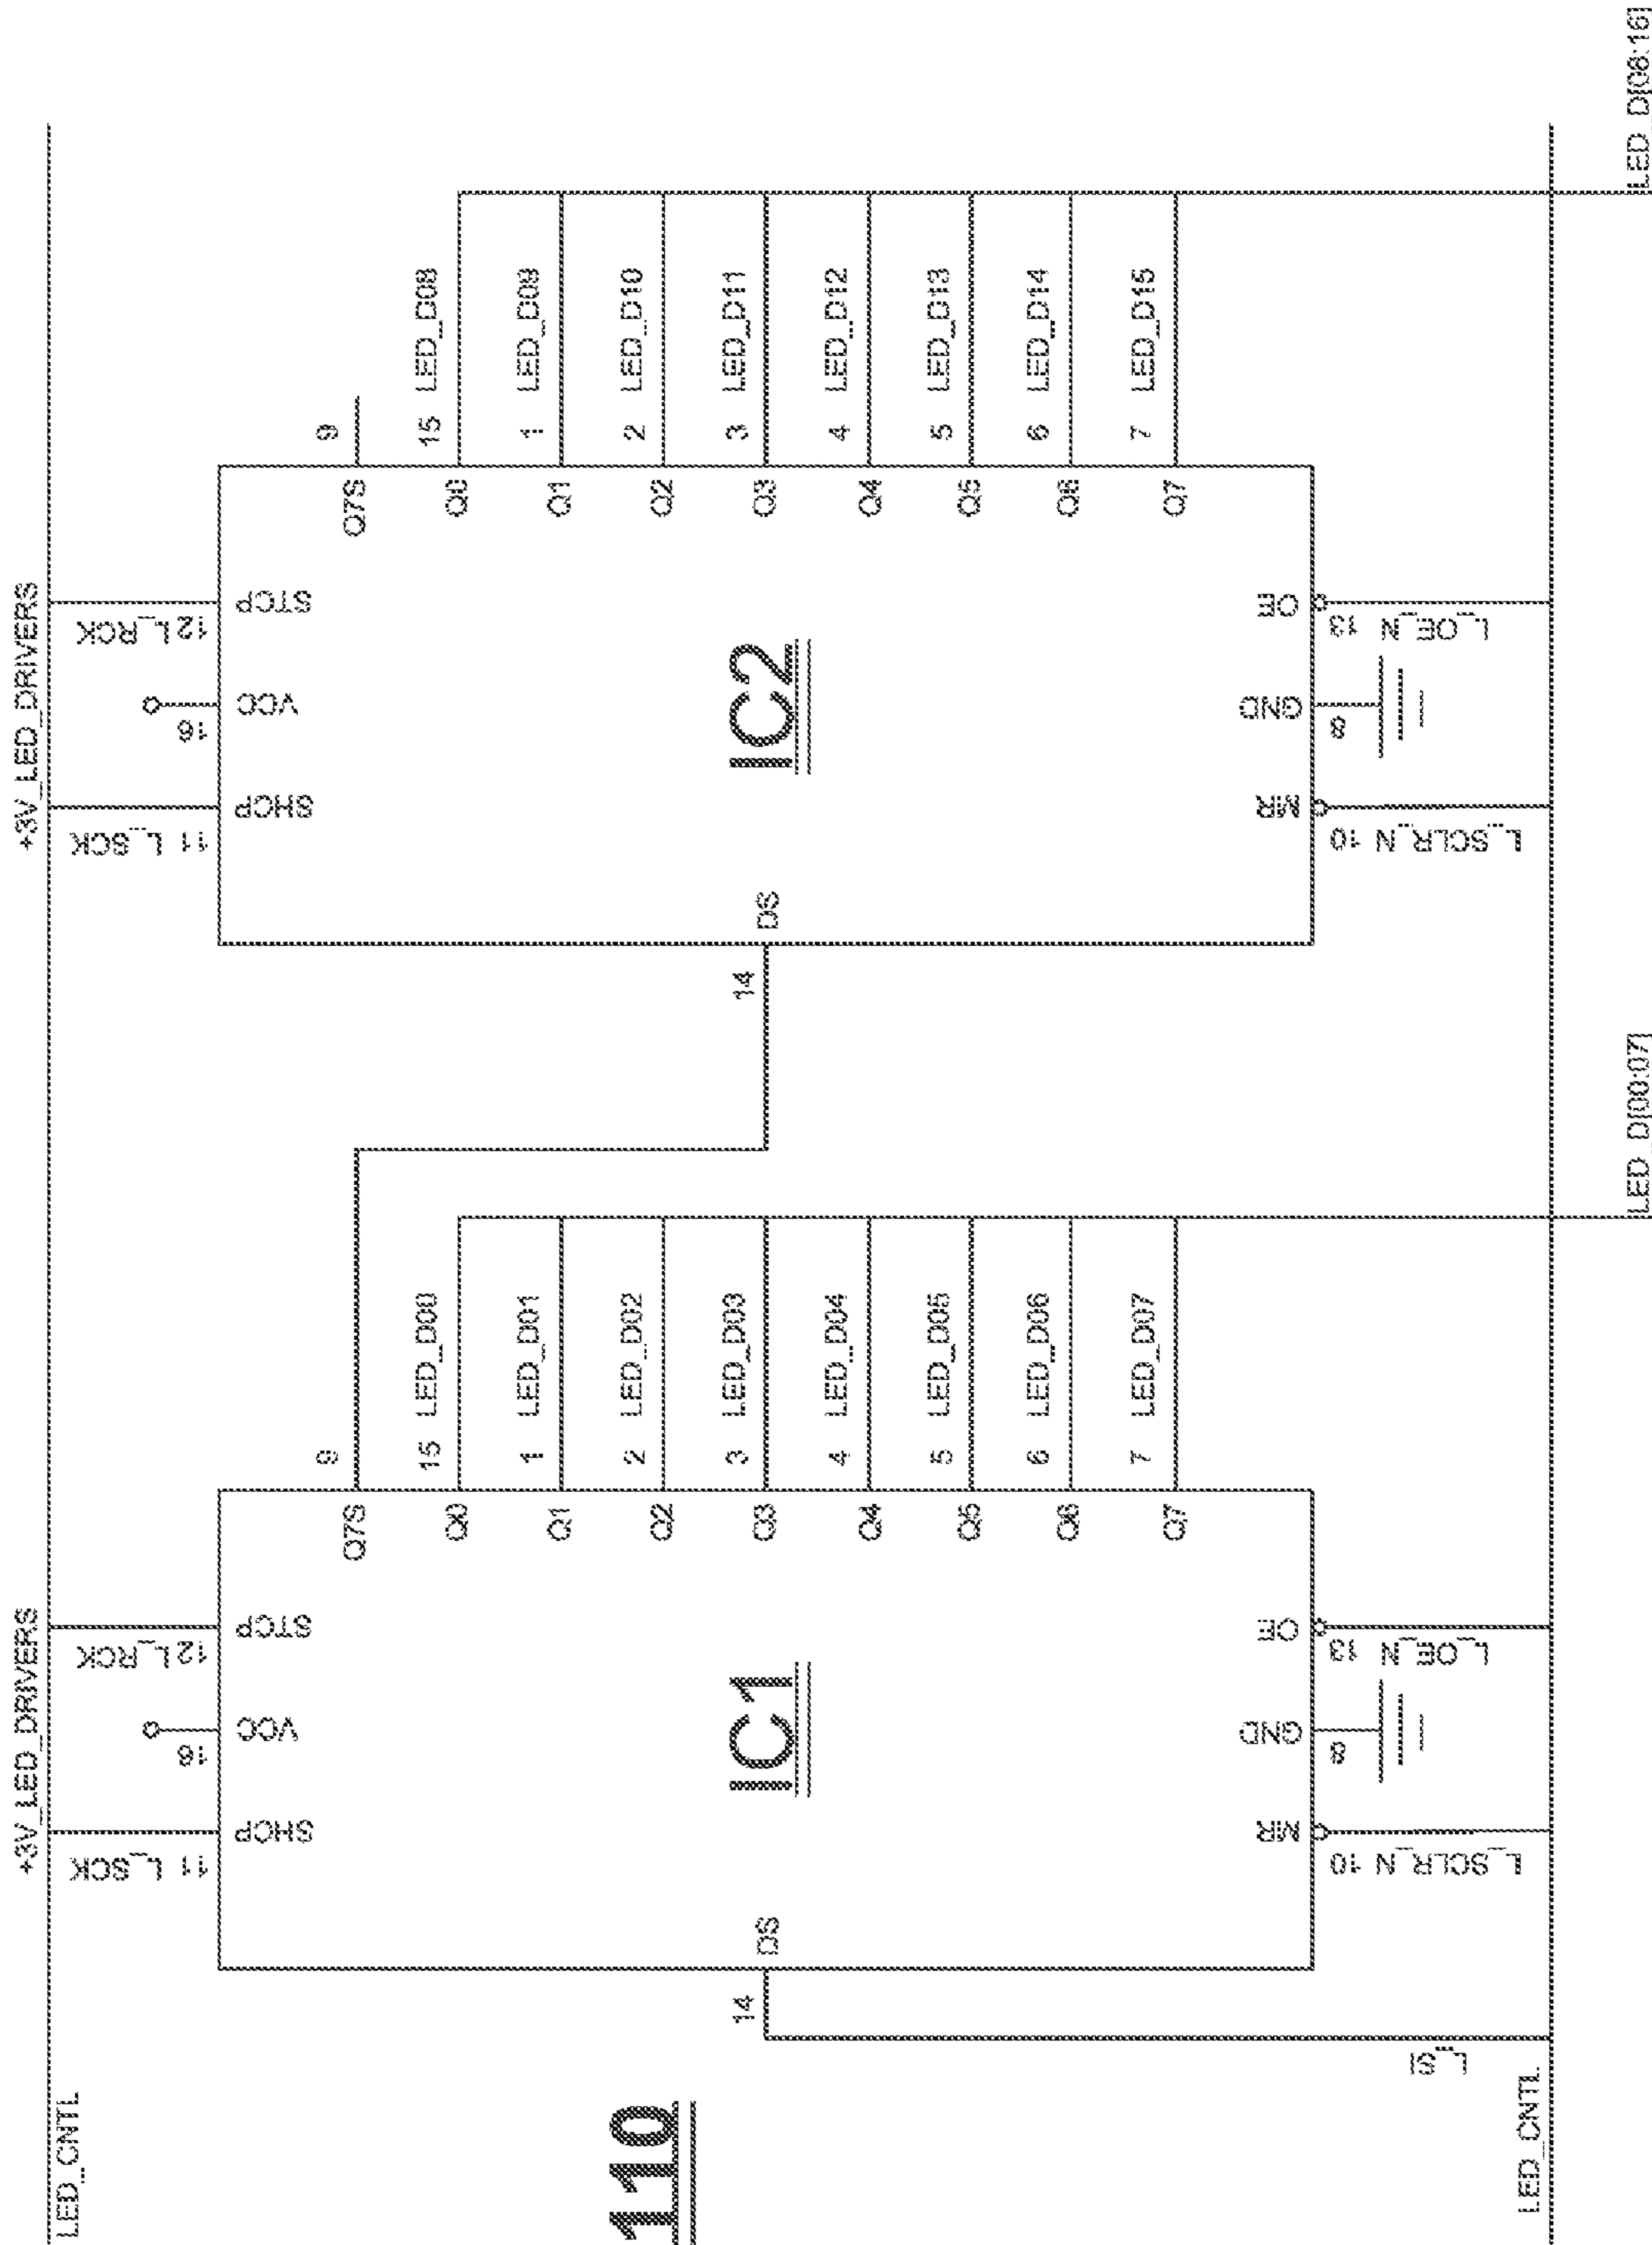 LED_CNTL
+3V_LED_DRIVERS
+3V_LED_DRIVERS
11 L_SCK
16
12 L_RCK
11 L_SCK
16
12 L_RCK
SHCP
VCC
STCP
SHCP
VCC
STCP
Q7S
9
Q7S
9
Q0
15 LED_D00
Q0
15 LED_D08
Q1
1 LED_D01
Q1
1 LED_D09
110
Q2
2 LED_D02
Q2
2 LED_D10
14
DS
IC1
Q3
3 LED_D03
14
DS
IC2
Q3
3 LED_D11
Q4
4 LED_D04
Q4
4 LED_D12
Q5
5 LED_D05
Q5
5 LED_D13
Q6
6 LED_D06
Q6
6 LED_D14
Q7
7 LED_D07
Q7
7 LED_D15
MR
GND
OE
MR
GND
OE
L_SCLR_N 10
8
L_OE_N 13
L_SCLR_N 10
8
L_OE_N 13
L_SI
LED_CNTL
LED_D[00:07]
LED_D[08:16]